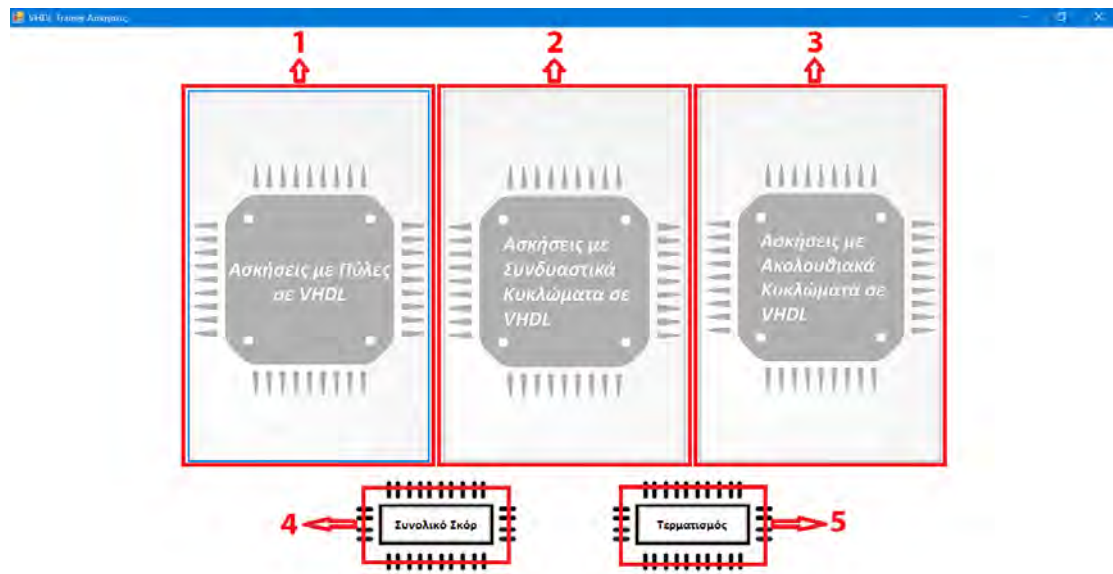 VHDL Trainer Ασκήσεις
1
2
3
Ασκήσεις με Πύλες
σε VHDL
Ασκήσεις με
Συνδυαστικά
Κυκλώματα σε
VHDL
Ασκήσεις με
Ακολουθιακά
Κυκλώματα σε
VHDL
4
Συνολικό Σκόρ
Τερματισμός
5